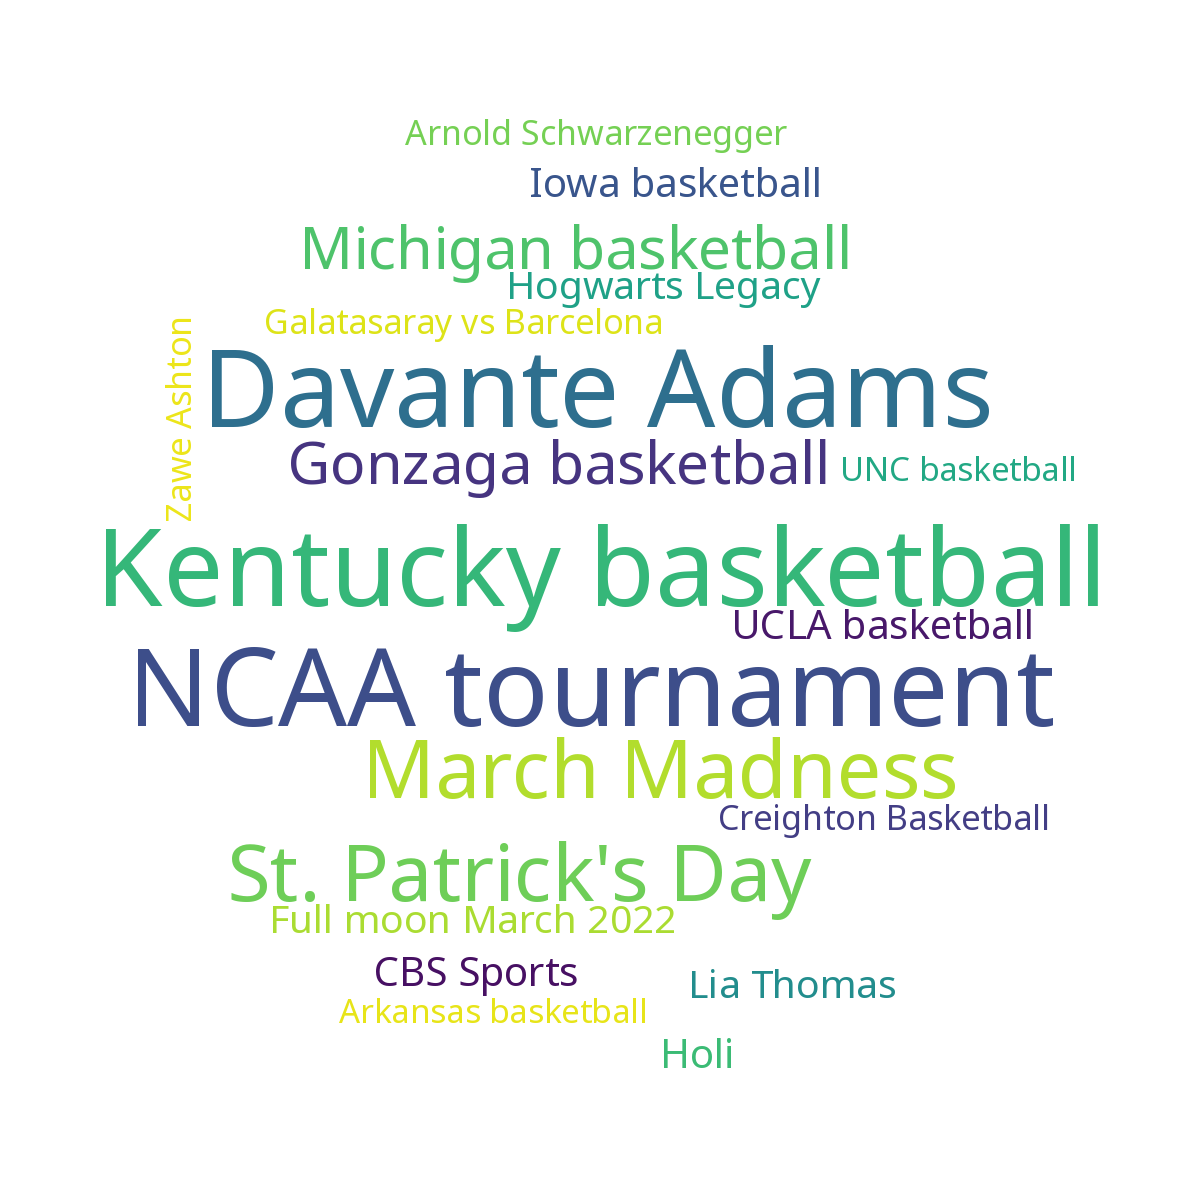 Arnold Schwarzenegger
Iowa basketball
Michigan basketball
Hogwarts Legacy
Galatasaray vs Barcelona
Zawe Ashton
Davante Adams
Gonzaga basketball
UNC basketball
Kentucky basketball
UCLA basketball
NCAA tournament
March Madness
Creighton Basketball
St. Patrick's Day
Full moon March 2022
CBS Sports
Lia Thomas
Arkansas basketball
Holi